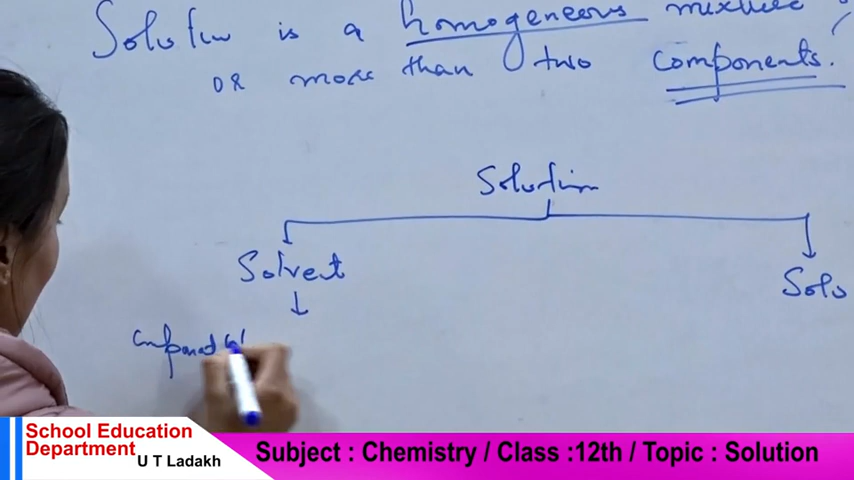 Solution is a homogeneous mixture
OR more than two components.
Solution
Solvent
Solu
Component
School Education
Department
U T Ladakh
Subject : Chemistry / Class :12th / Topic : Solution